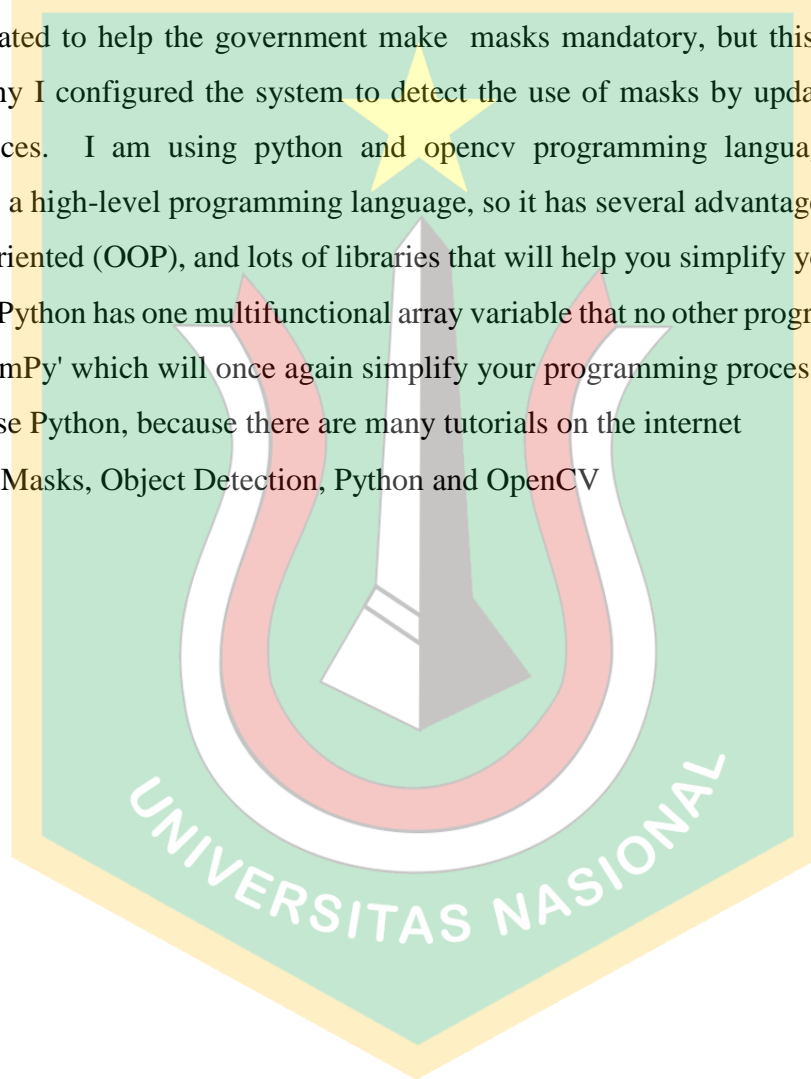 ated to help the government make masks mandatory, but this
ny I configured the system to detect the use of masks by upda
ces. I am using python and opencv programming langua
a high-level programming language, so it has several advantage
riented (OOP), and lots of libraries that will help you simplify y
Python has one multifunctional array variable that no other progr
mPy' which will once again simplify your programming proces
se Python, because there are many tutorials on the internet
Masks, Object Detection, Python and OpenCV
UNIVERSITAS NASIONAL